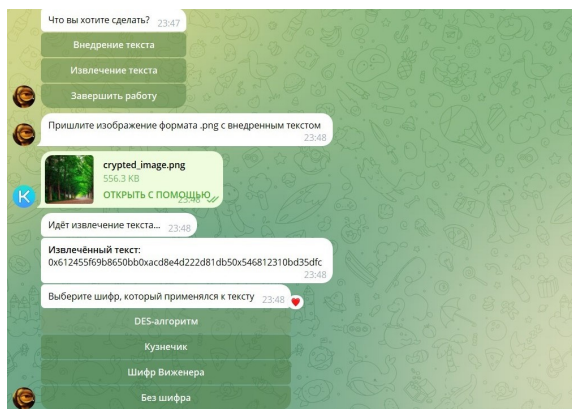 Что вы хотите сделать? 23:47
Внедрение текста
Извлечение текста
Завершить работу
Пришлите изображение формата .png с внедренным текстом
23:48
crypted_image.png
556.3 KB
ОТКРЫТЬ С ПОМОЩЬЮ 23:48
K
Идёт извлечение текста... 23:48
Извлечённый текст:
0x612455f69b8650bb0xacd8e4d222d81db50x546812310bd35dfc
23:48
Выберите шифр, который применялся к тексту 23:48
DES-алгоритм
Кузнечик
Шифр Виженера
Без шифра